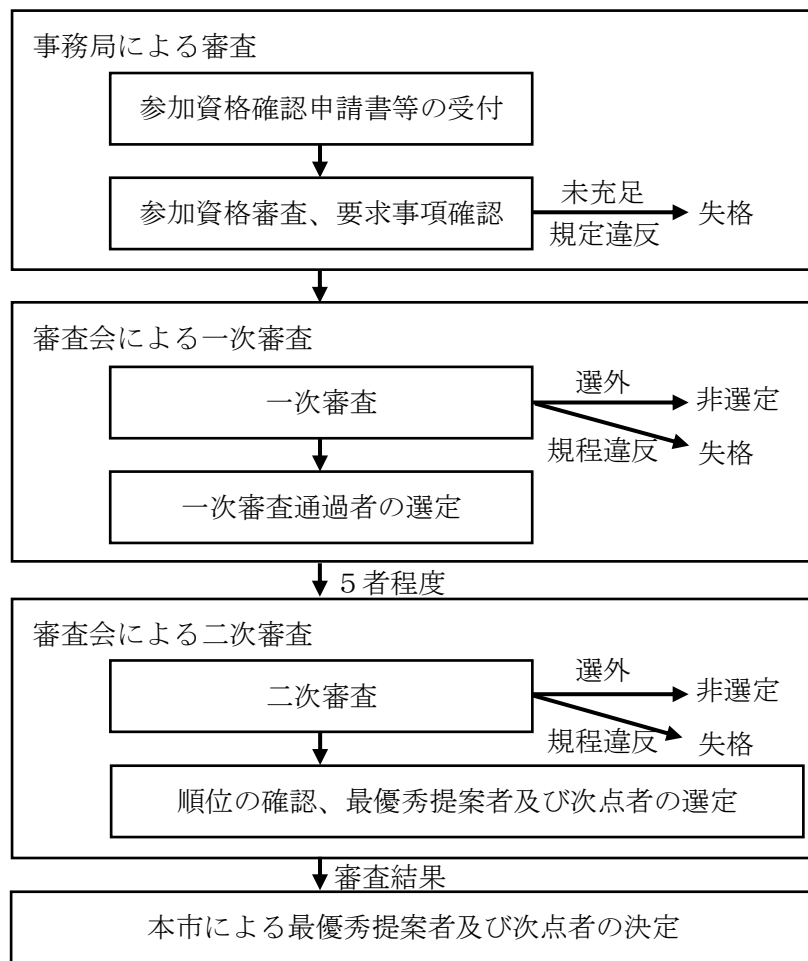 事務局による審査
参加資格確認申請書等の受付
参加資格審査、要求事項確認
未充足
規定違反
失格
審査会による一次審査
一次審査
選外
非選定
規程違反
失格
一次審査通過者の選定
５者程度
審査会による二次審査
二次審査
選外
非選定
規程違反
失格
順位の確認、最優秀提案者及び次点者の選定
審査結果
本市による最優秀提案者及び次点者の決定